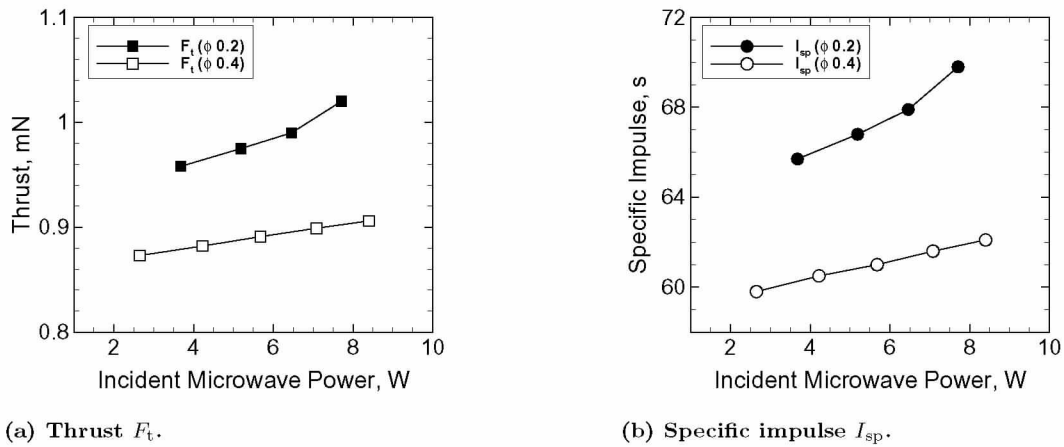 1.1
F_t (ϕ 0.2)
F_t (ϕ 0.4)
1
0.9
0.8
Thrust, mN
2 4 6 8 10
Incident Microwave Power, W
(a) Thrust F_t.
72
I_sp (ϕ 0.2)
I_sp (ϕ 0.4)
68
64
60
Specific Impulse, s
2 4 6 8 10
Incident Microwave Power, W
(b) Specific impulse I_sp.